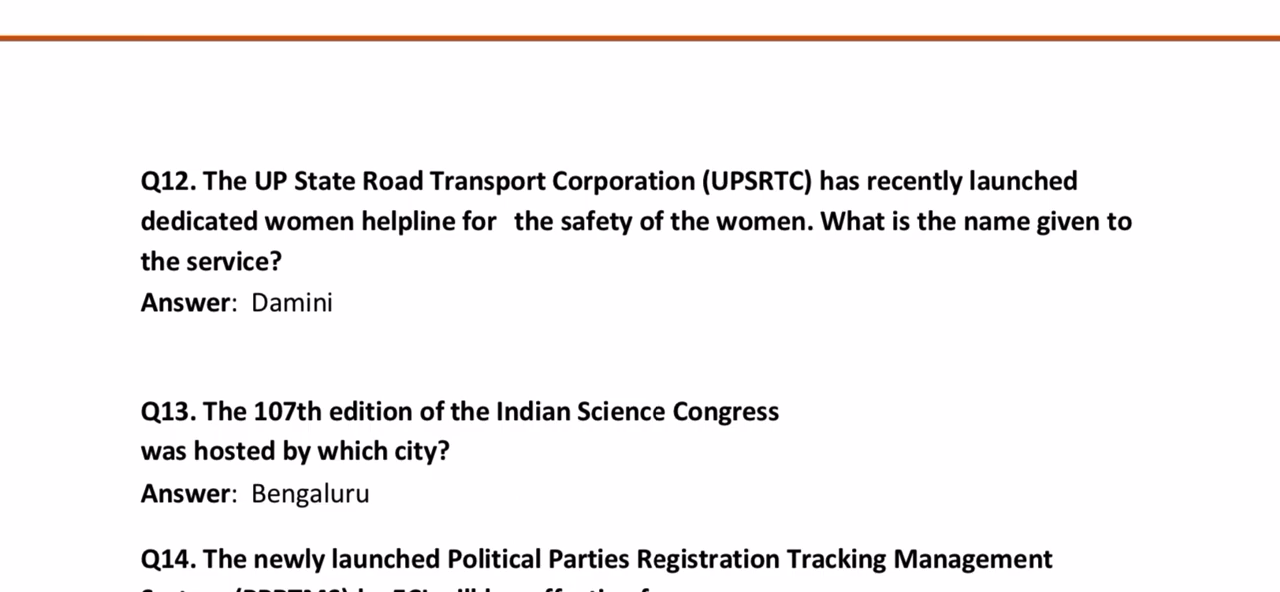 Q12. The UP State Road Transport Corporation (UPSRTC) has recently launched
dedicated women helpline for the safety of the women. What is the name given to
the service?
Answer: Damini
Q13. The 107th edition of the Indian Science Congress
was hosted by which city?
Answer: Bengaluru
Q14. The newly launched Political Parties Registration Tracking Management